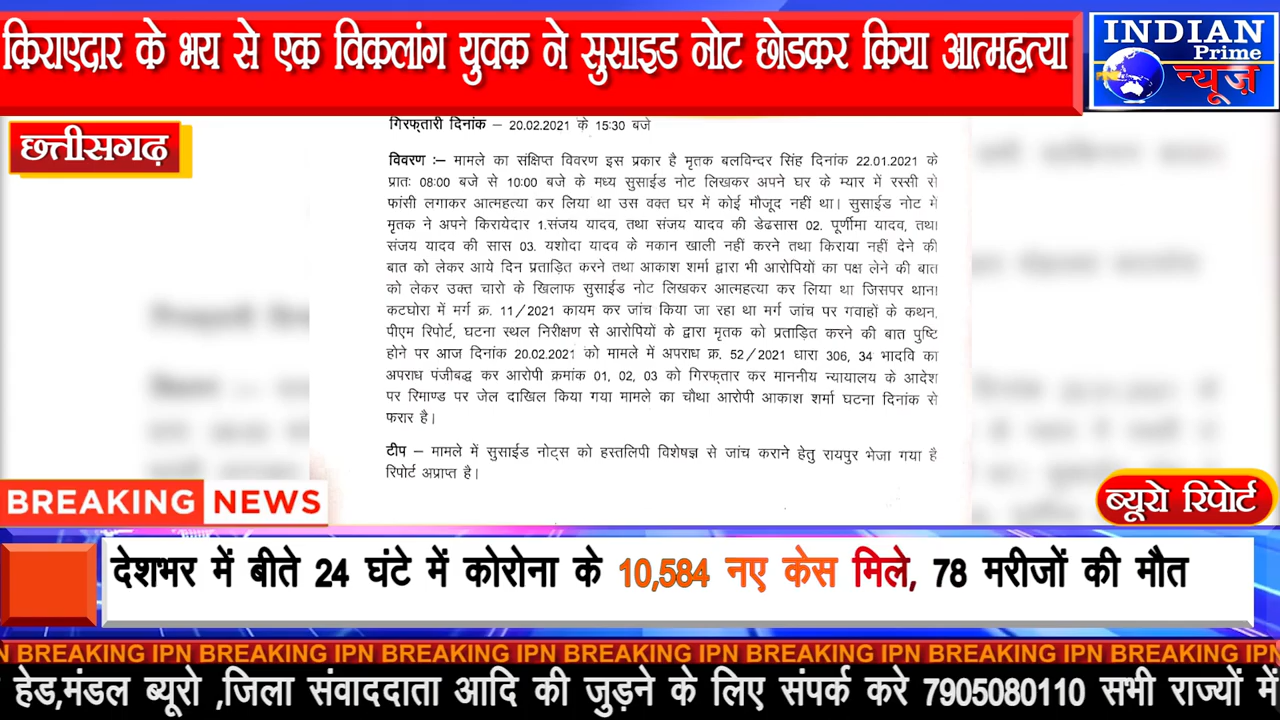 किराएदार के भय से एक विकलांग युवक ने सुसाइड नोट छोडकर किया आत्महत्या
INDIAN
Prime
न्यूज़
छत्तीसगढ़
गिरफ्तारी दिनांक – 20.02.2021 के 15:30 बजे
विवरण :– मामले का संक्षिप्त विवरण इस प्रकार है मृतक बलविन्दर सिंह दिनांक 22.01.2021 के
प्रातः 08:00 बजे से 10:00 बजे के मध्य सुसाईड नोट लिखकर अपने घर के म्यार में रस्सी से
फांसी लगाकर आत्महत्या कर लिया था उस वक्त घर में कोई मौजूद नहीं था। सुसाईड नोट में
मृतक ने अपने किरायेदार 1.संजय यादव, तथा संजय यादव की डेढसास 02. पूर्णीमा यादव, तथा
संजय यादव की सास 03. यशोदा यादव के मकान खाली नहीं करने तथा किराया नहीं देने की
बात को लेकर आये दिन प्रताड़ित करने तथा आकाश शर्मा द्वारा भी आरोपियों का पक्ष लेने की बात
को लेकर उक्त चारो के खिलाफ सुसाईड नोट लिखकर आत्महत्या कर लिया था जिसपर थाना
कटघोरा में मर्ग क्र. 11/2021 कायम कर जांच किया जा रहा था मर्ग जांच पर गवाहों के कथन,
पीएम रिपोर्ट, घटना स्थल निरीक्षण से आरोपियों के द्वारा मृतक को प्रताड़ित करने की बात पुष्टि
होने पर आज दिनांक 20.02.2021 को मामले में अपराध क्र. 52/2021 धारा 306, 34 भादवि का
अपराध पंजीबद्ध कर आरोपी क्रमांक 01, 02, 03 को गिरफ्तार कर माननीय न्यायालय के आदेश
पर रिमाण्ड पर जेल दाखिल किया गया मामले का चौथा आरोपी आकाश शर्मा घटना दिनांक से
फरार है।
टीप – मामले में सुसाईड नोट्स को हस्तलिपी विशेषज्ञ से जांच कराने हेतु रायपुर भेजा गया है
रिपोर्ट अप्राप्त है।
BREAKING NEWS
ब्यूरो रिपोर्ट
देशभर में बीते 24 घंटे में कोरोना के 10,584 नए केस मिले, 78 मरीजों की मौत
N BREAKING IPN BREAKING IPN BREAKING IPN BREAKING IPN BREAKING IPN BREAKING IPN BREAKING
हेड,मंडल ब्यूरो ,जिला संवाददाता आदि की जुड़ने के लिए संपर्क करे 7905080110 सभी राज्यों में